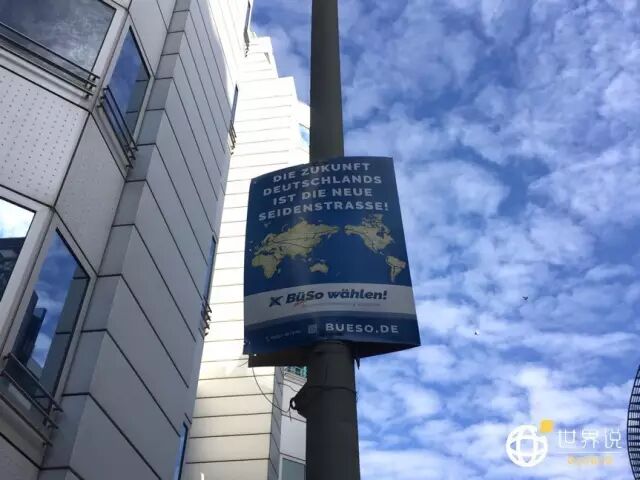 DIE ZUKUNFT
DEUTSCHLANDS
IST DIE NEUE
SEIDENSTRASSE!
BüSo wählen!
BUESO.DE
世界说